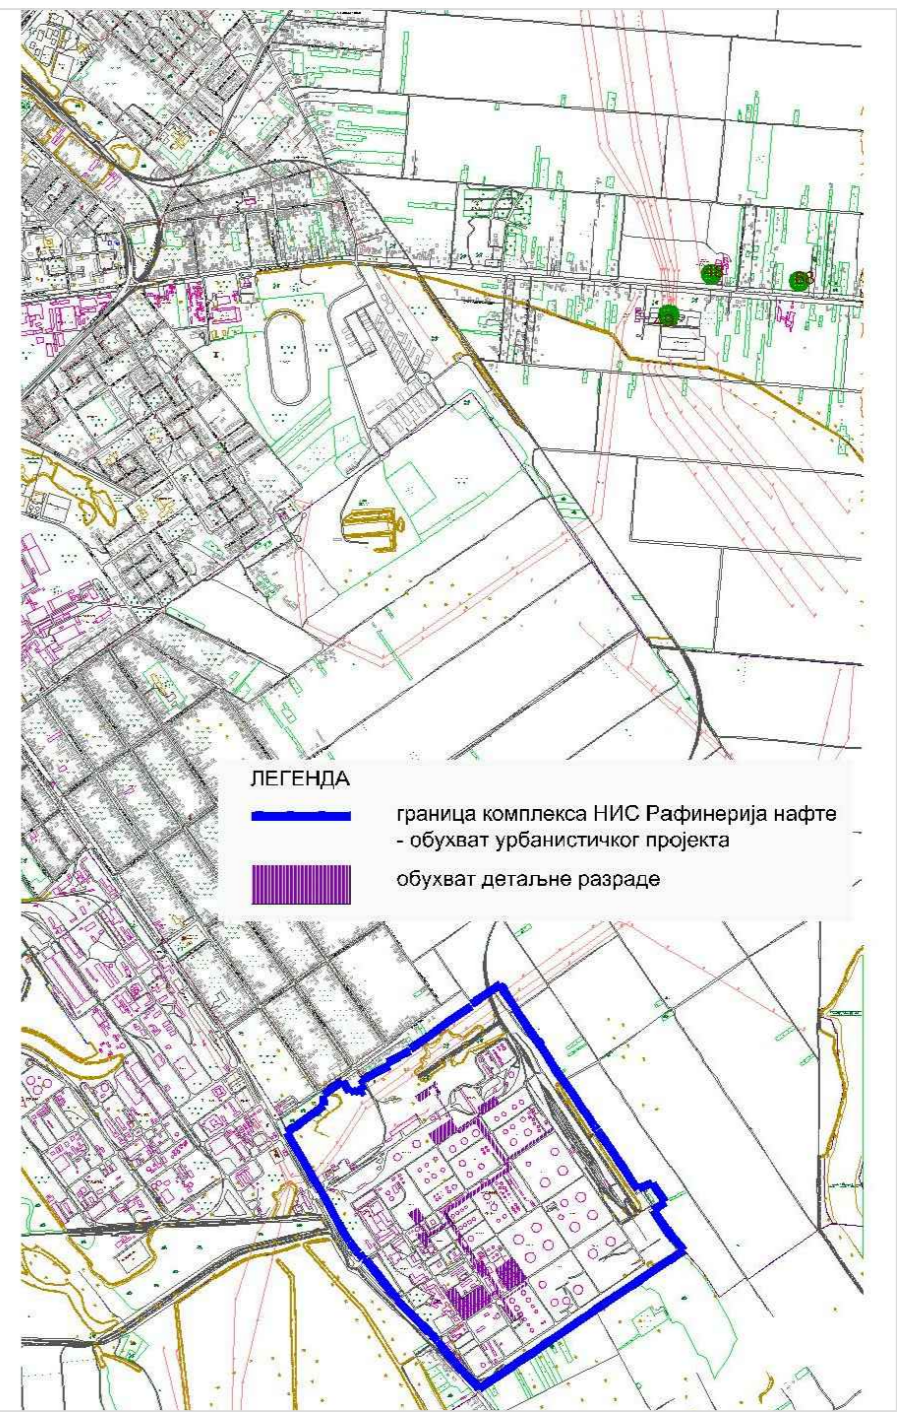 ЛЕГЕНДА
граница комплекса НИС Рафинерија нафте
- обухват урбанистичког пројекта
обухват детаљне разраде